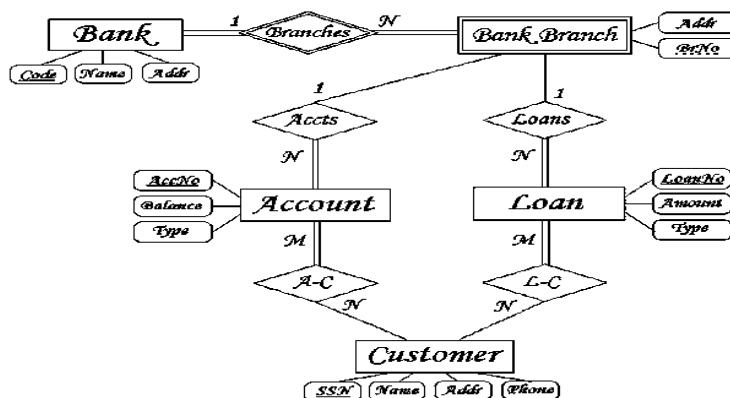 Bank
1
Branches
N
Bank Branch
Addr
BrNo
Code
Name
Addr
1
Accts
N
1
Loans
N
AccNo
Balance
Type
Account
Loan
LoanNo
Amount
Type
M
A-C
N
M
L-C
N
Customer
SSN
Name
Addr
Phone